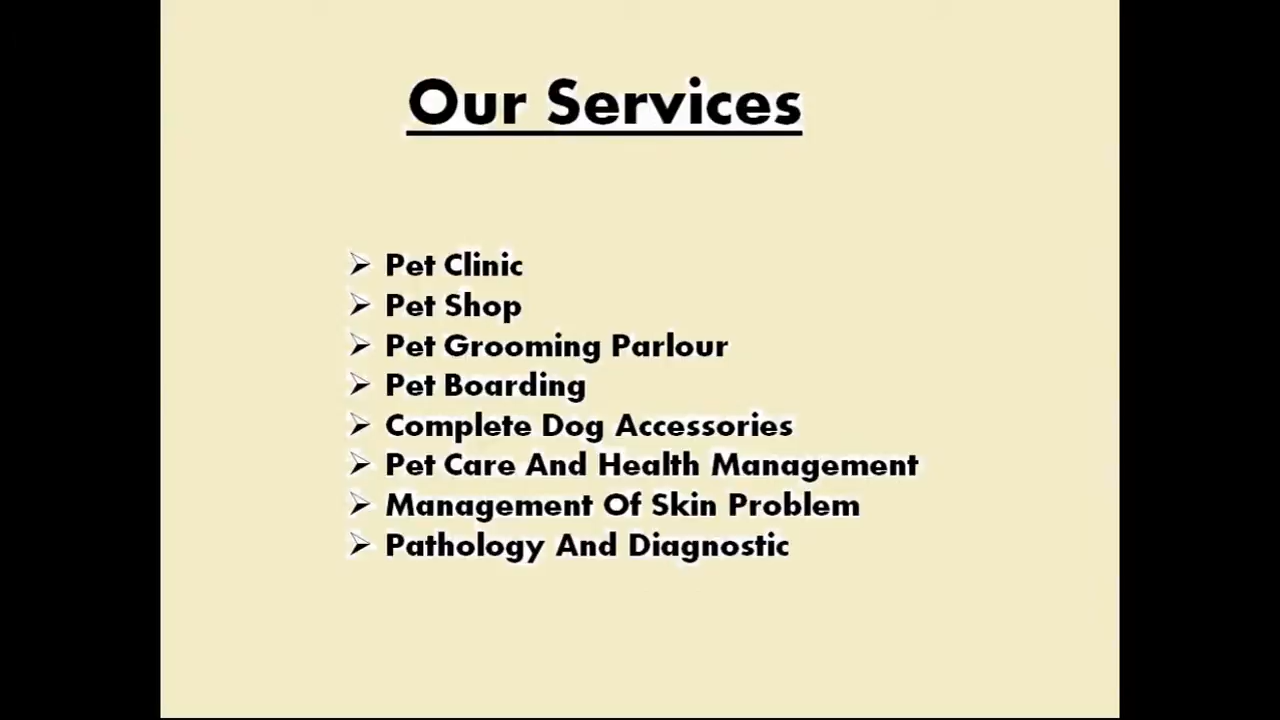 Our Services
➢ Pet Clinic
➢ Pet Shop
➢ Pet Grooming Parlour
➢ Pet Boarding
➢ Complete Dog Accessories
➢ Pet Care And Health Management
➢ Management Of Skin Problem
➢ Pathology And Diagnostic